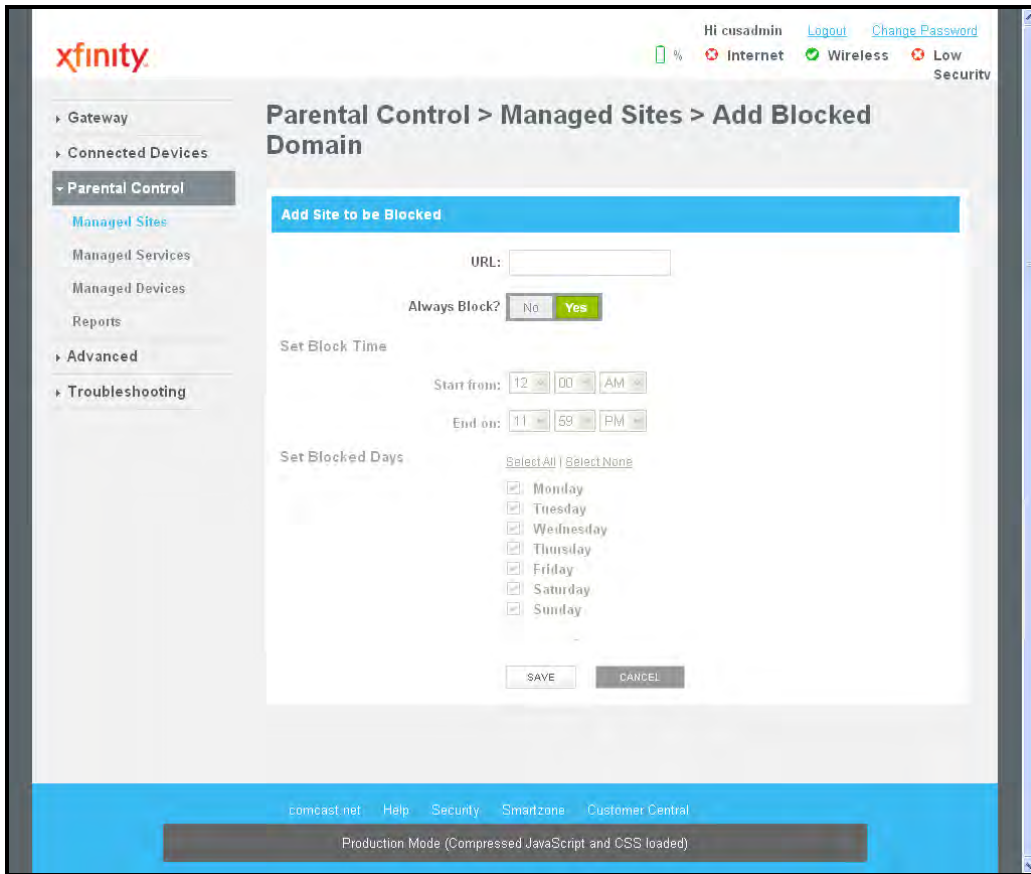 Hi cusadmin Logout Change Password
xfinity.
% Internet Wireless Low Security
Gateway
Connected Devices
Parental Control
Managed Sites
Managed Services
Managed Devices
Reports
Advanced
Troubleshooting
Parental Control > Managed Sites > Add Blocked
Domain
Add Site to be Blocked
URL:
Always Block? No Yes
Set Block Time
Start from: 12 00 AM
End on: 11 59 PM
Set Blocked Days Select All | Select None
Monday
Tuesday
Wednesday
Thursday
Friday
Saturday
Sunday
SAVE CANCEL
comcast.net Help Security Smartzone Customer Central
Production Mode (Compressed JavaScript and CSS loaded)